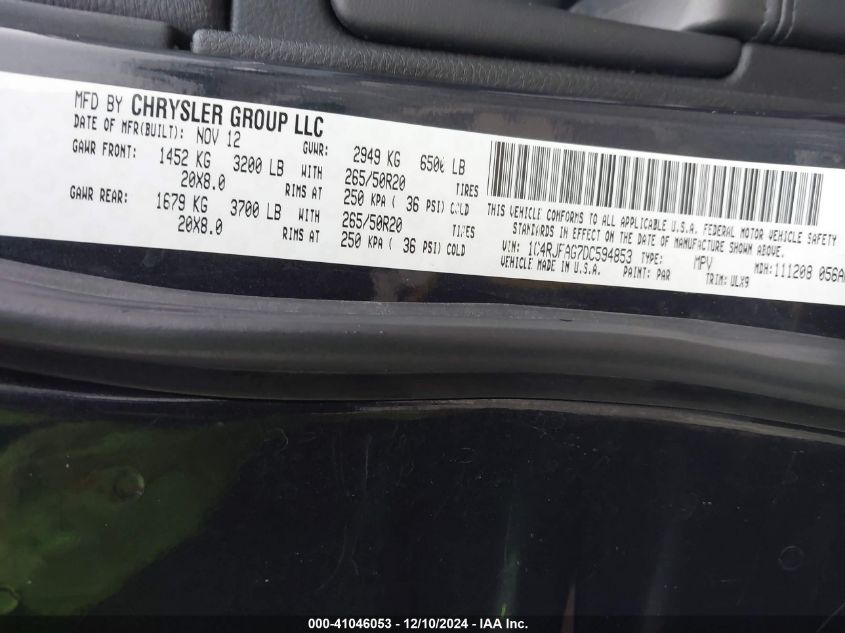 MFD BY CHRYSLER GROUP LLC
DATE OF MFR(BUILT): NOV 12 GVWR: 2949 KG 6500 LB
GAWR FRONT: 1452 KG 3200 LB WITH 265/50R20 TIRES
20X8.0 RIMS AT 250 KPA ( 36 PSI) COLD
GAWR REAR: 1679 KG 3700 LB WITH 265/50R20 TIRES
20X8.0 RIMS AT 250 KPA ( 36 PSI) COLD
THIS VEHICLE CONFORMS TO ALL APPLICABLE U.S.A. FEDERAL MOTOR VEHICLE SAFETY
STANDARDS IN EFFECT ON THE DATE OF MANUFACTURE SHOWN ABOVE.
VIN: 1C4RJFAG7DC594853 TYPE: MPV MDH: 111209 056A
VEHICLE MADE IN U.S.A. PAINT: PAR TRIM: ULX9
000-41046053 - 12/10/2024 - IAA Inc.